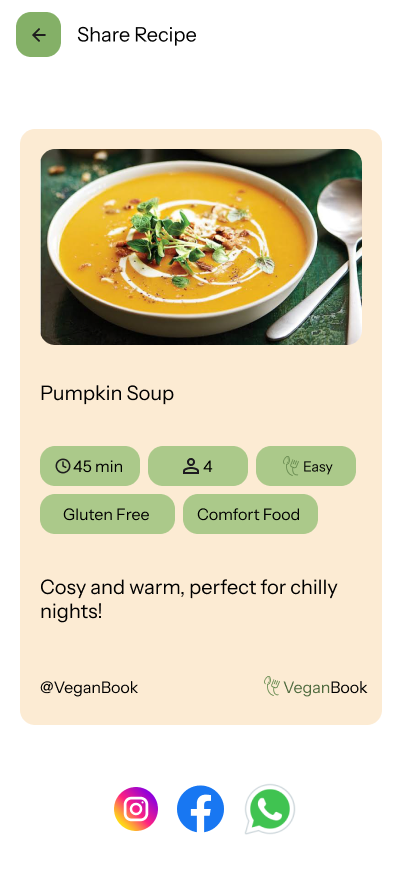 Share Recipe
Pumpkin Soup
45 min
4
Easy
Gluten Free
Comfort Food
Cosy and warm, perfect for chilly
nights!
@VeganBook
VeganBook